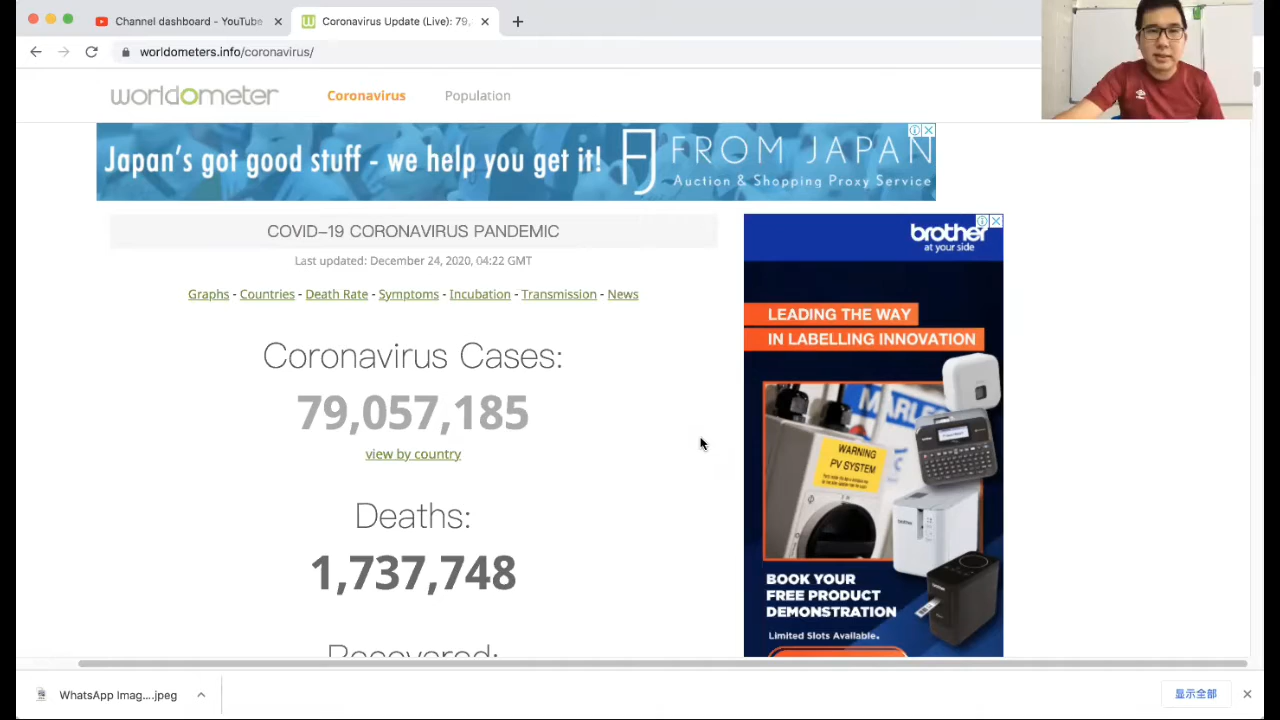 Channel dashboard - YouTube
Coronavirus Update (Live): 79,
worldometers.info/coronavirus/
worldometer
Coronavirus
Population
Japan's got good stuff - we help you get it!
FJ FROM JAPAN
Auction & Shopping Proxy Service
COVID-19 CORONAVIRUS PANDEMIC
Last updated: December 24, 2020, 04:22 GMT
Graphs - Countries - Death Rate - Symptoms - Incubation - Transmission - News
Coronavirus Cases:
79,057,185
view by country
Deaths:
1,737,748
Recovered:
brother
at your side
LEADING THE WAY
IN LABELLING INNOVATION
WARNING
PV SYSTEM
BOOK YOUR
FREE PRODUCT
DEMONSTRATION
Limited Slots Available.
WhatsApp Imag....jpeg
显示全部